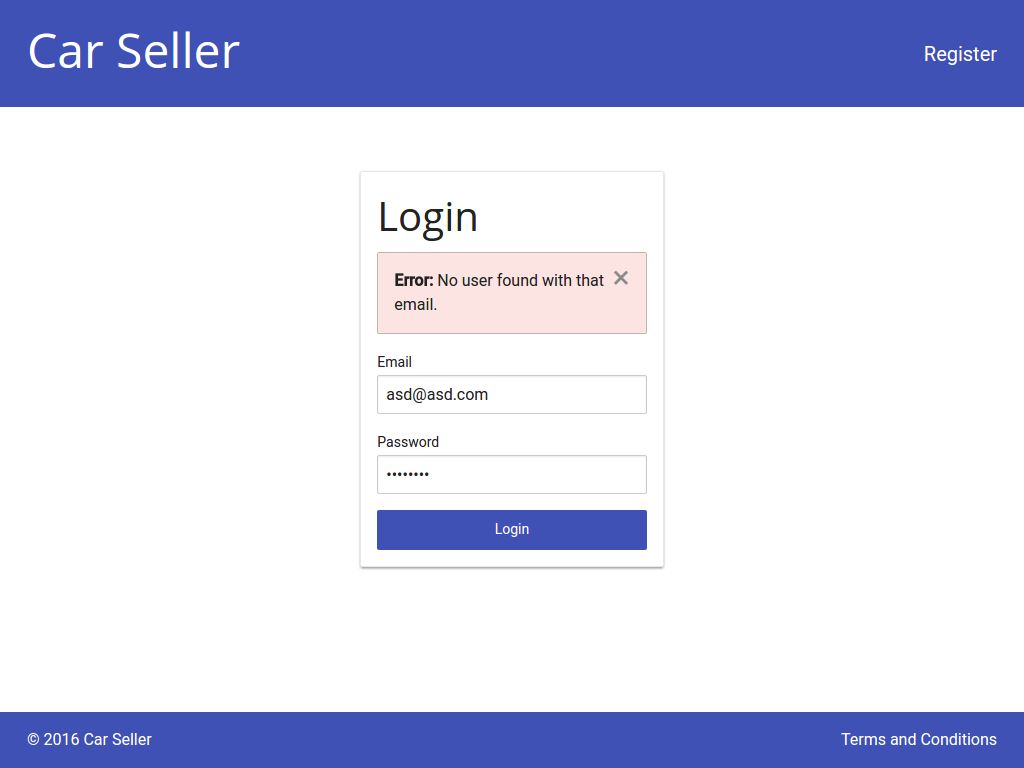 Car Seller
Register
Login
Error: No user found with that
email.
Email
asd@asd.com
Password
••••••••
Login
© 2016 Car Seller
Terms and Conditions